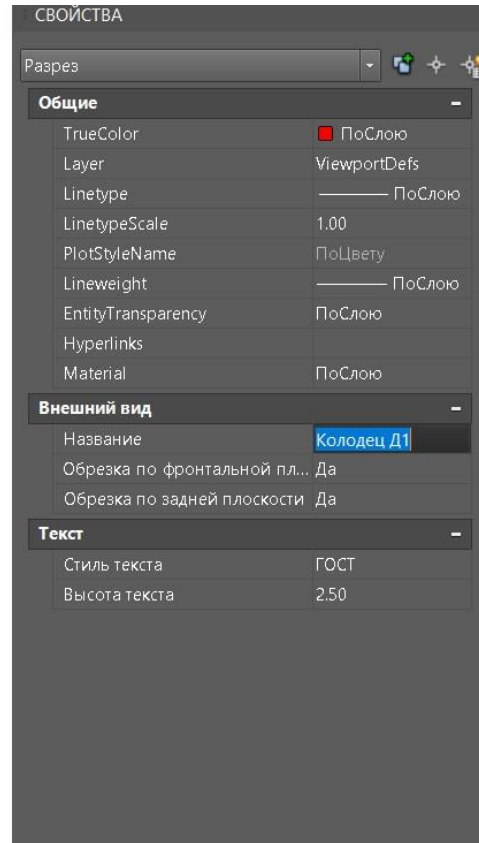 СВОЙСТВА
Разрез
Общие
TrueColor ПоСлою
Layer ViewportDefs
Linetype ПоСлою
LinetypeScale 1.00
PlotStyleName ПоЦвету
Lineweight ПоСлою
EntityTransparency ПоСлою
Hyperlinks
Material ПоСлою
Внешний вид
Название Колодец Д1
Обрезка по фронтальной пл... Да
Обрезка по задней плоскости Да
Текст
Стиль текста ГОСТ
Высота текста 2.50